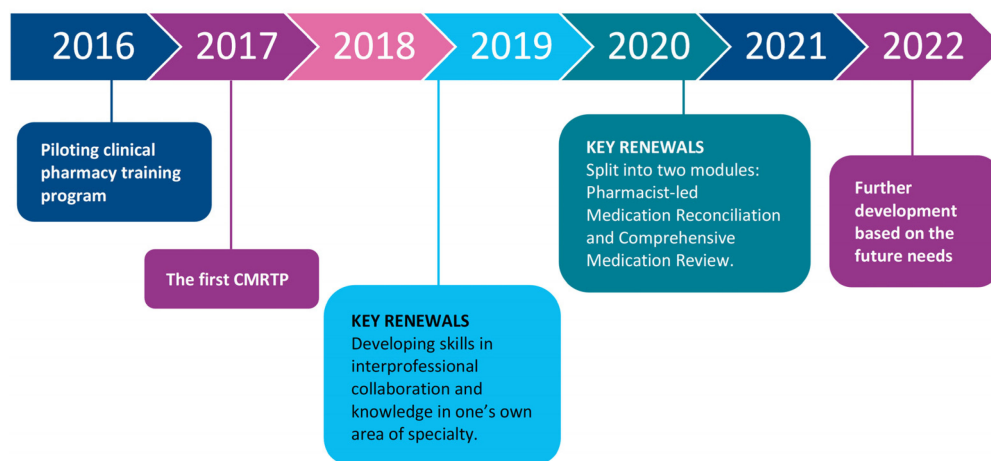 2016 2017 2018 2019 2020 2021 2022
Piloting clinical
pharmacy training
program
The first CMRTP
KEY RENEWALS
Developing skills in
interprofessional
collaboration and
knowledge in one’s own
area of specialty.
KEY RENEWALS
Split into two modules:
Pharmacist-led
Medication Reconciliation
and Comprehensive
Medication Review.
Further
development
based on the
future needs